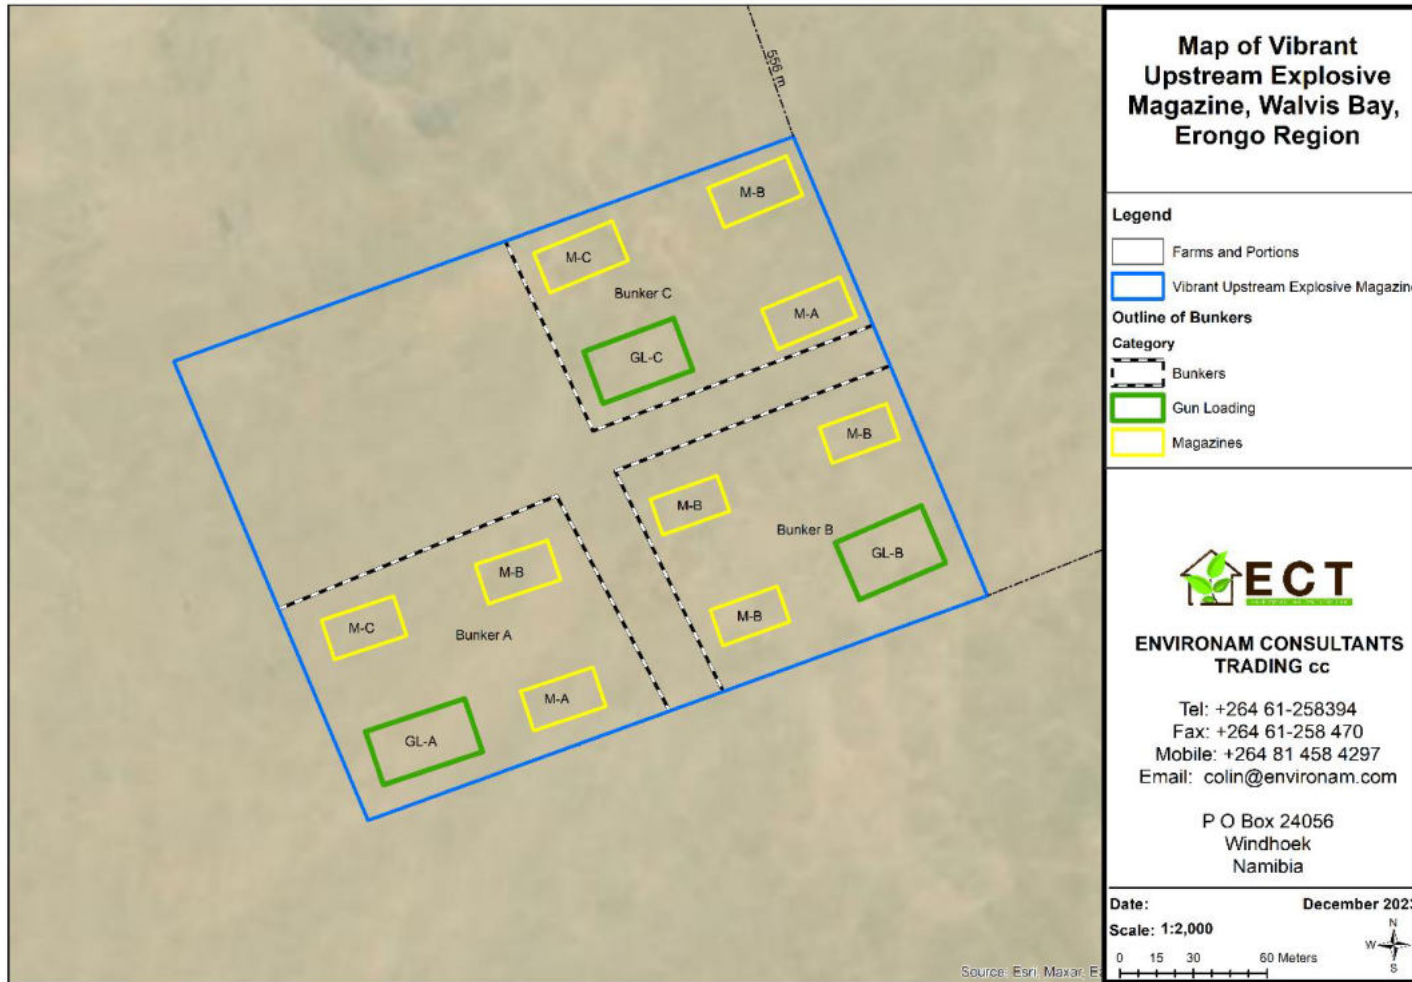 556 m
M-B
M-C
Bunker C
M-A
GL-C
M-B
M-B
Bunker B
GL-B
M-B
M-B
M-C
Bunker A
M-A
GL-A
Source: Esri, Maxar, Ea
Map of Vibrant
Upstream Explosive
Magazine, Walvis Bay,
Erongo Region
Legend
Farms and Portions
Vibrant Upstream Explosive Magazin
Outline of Bunkers
Category
Bunkers
Gun Loading
Magazines
ECT
ENVIRONAM CONSULTANTS
TRADING cc
Tel: +264 61-258394
Fax: +264 61-258 470
Mobile: +264 81 458 4297
Email: colin@environam.com
P O Box 24056
Windhoek
Namibia
Date: December 2023
Scale: 1:2,000
N
W
S
0 15 30 60 Meters